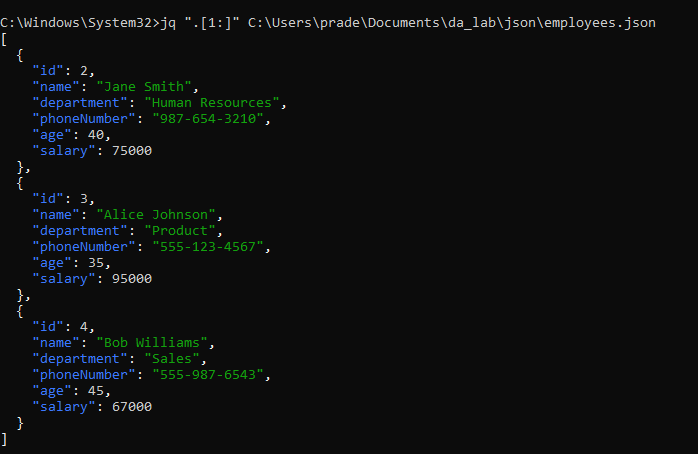 C:\Windows\System32>jq ".[1:]" C:\Users\prade\Documents\da_lab\json\employees.json
[
  {
    "id": 2,
    "name": "Jane Smith",
    "department": "Human Resources",
    "phoneNumber": "987-654-3210",
    "age": 40,
    "salary": 75000
  },
  {
    "id": 3,
    "name": "Alice Johnson",
    "department": "Product",
    "phoneNumber": "555-123-4567",
    "age": 35,
    "salary": 95000
  },
  {
    "id": 4,
    "name": "Bob Williams",
    "department": "Sales",
    "phoneNumber": "555-987-6543",
    "age": 45,
    "salary": 67000
  }
]